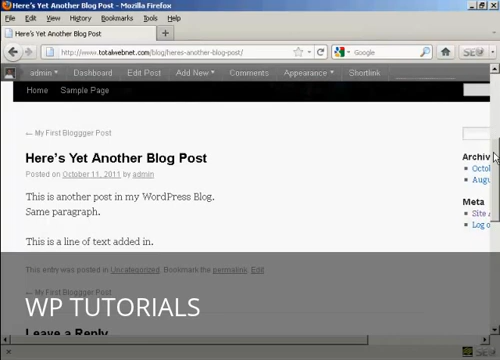 Here's Yet Another Blog Post - Mozilla Firefox
File Edit View History Bookmarks Tools Help
Here's Yet Another Blog Post
http://www.totalwebnet.com/blog/heres-another-blog-post/
Google
admin Dashboard Edit Post Add New Comments Appearance Shortlink
Home Sample Page
← My First Bloggger Post
Here's Yet Another Blog Post
Posted on October 11, 2011 by admin
This is another post in my WordPress Blog.
Same paragraph.
This is a line of text added in.
This entry was posted in Uncategorized. Bookmark the permalink. Edit
← My First Bloggger Post
Leave a Reply
Archiv
Octo
Augu
Meta
Site A
Log o
WP TUTORIALS